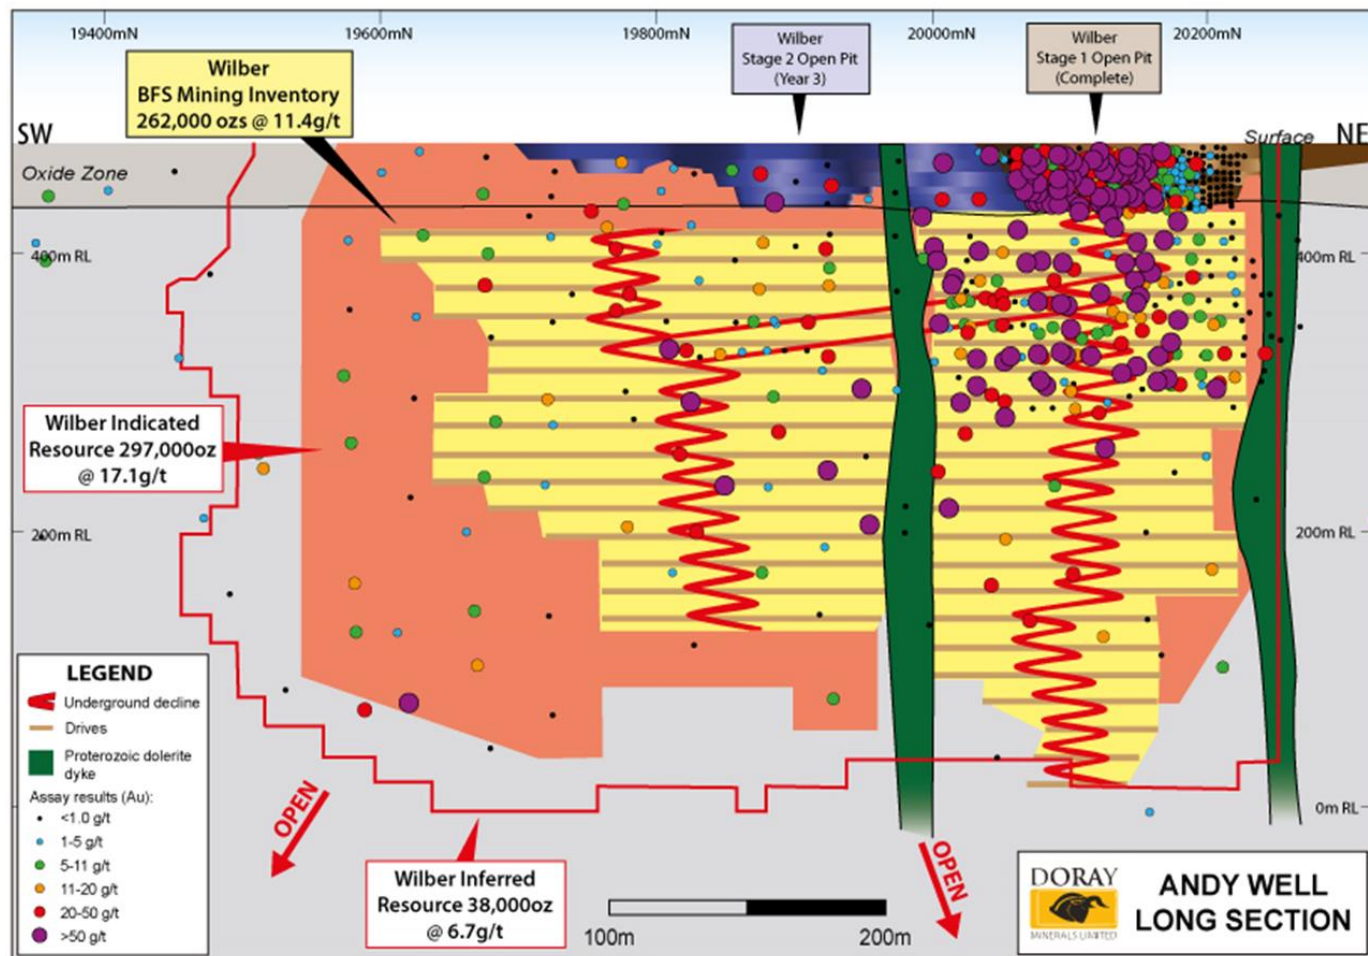 19400mN
19600mN
19800mN
20000mN
20200mN
Wilber
BFS Mining Inventory
262,000 ozs @ 11.4g/t
Wilber
Stage 2 Open Pit
(Year 3)
Wilber
Stage 1 Open Pit
(Complete)
SW
Surface
NE
Oxide Zone
400m RL
400m RL
Wilber Indicated
Resource 297,000oz
@ 17.1g/t
200m RL
200m RL
0m RL
LEGEND
Underground decline
Drives
Proterozoic dolerite
dyke
Assay results (Au):
<1.0 g/t
1-5 g/t
5-11 g/t
11-20 g/t
20-50 g/t
>50 g/t
OPEN
Wilber Inferred
Resource 38,000oz
@ 6.7g/t
100m
200m
OPEN
DORAY
MINERALS LIMITED
ANDY WELL
LONG SECTION